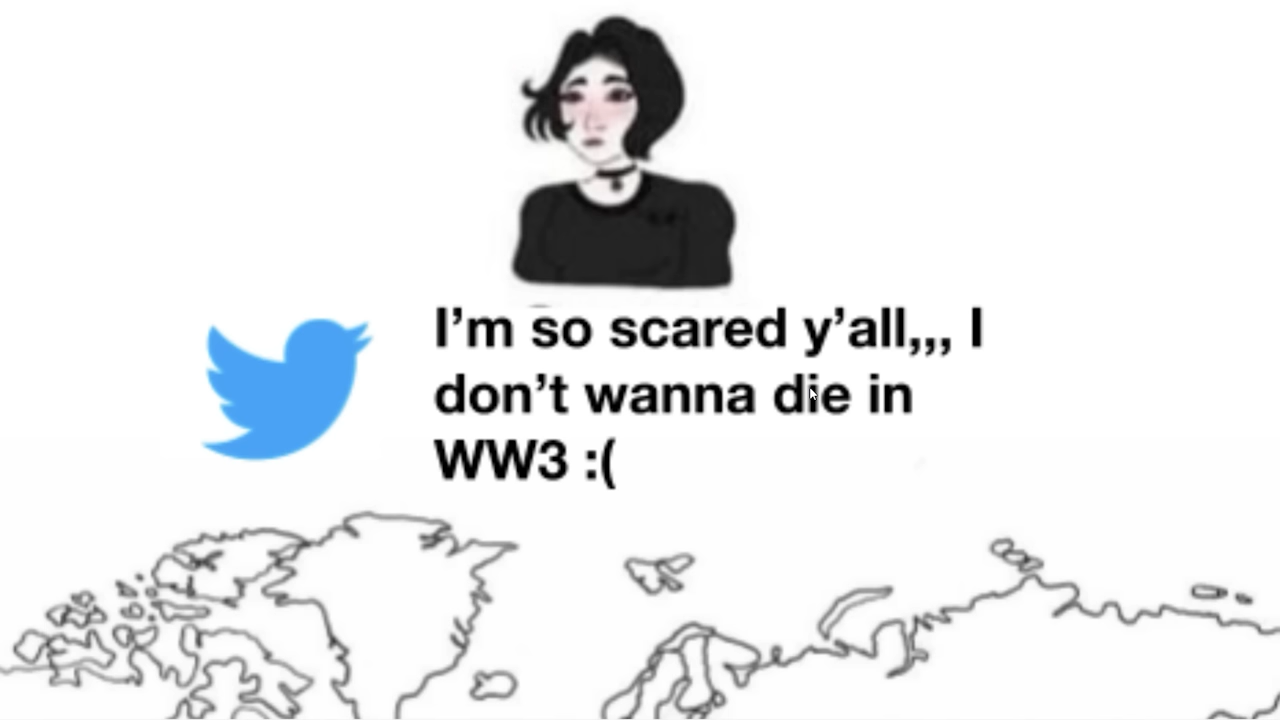 I’m so scared y’all,,, I
don’t wanna die in
WW3 :(